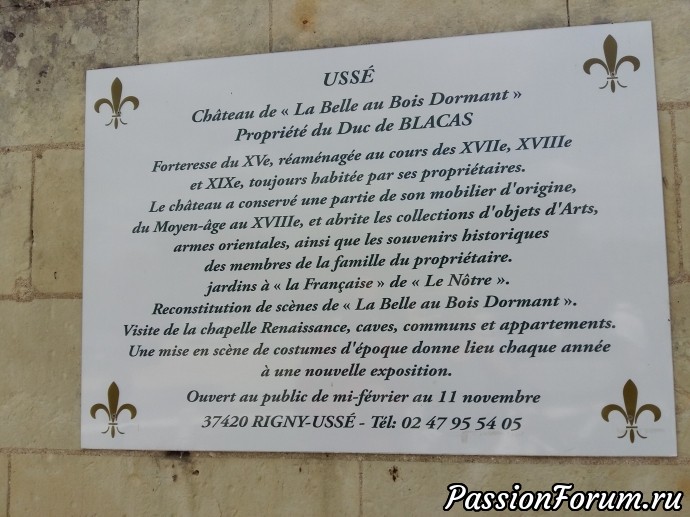 USSÉ
Château de « La Belle au Bois Dormant »
Propriété du Duc de BLACAS
Forteresse du XVe, réaménagée au cours des XVIIe, XVIIIe
et XIXe, toujours habitée par ses propriétaires.
Le château a conservé une partie de son mobilier d'origine,
du Moyen-âge au XVIIIe, et abrite les collections d'objets d'Arts,
armes orientales, ainsi que les souvenirs historiques
des membres de la famille du propriétaire.
jardins à « la Française » de « Le Nôtre ».
Reconstitution de scènes de « La Belle au Bois Dormant ».
Visite de la chapelle Renaissance, caves, communs et appartements.
Une mise en scène de costumes d'époque donne lieu chaque année
à une nouvelle exposition.
Ouvert au public de mi-février au 11 novembre
37420 RIGNY-USSÉ - Tél: 02 47 95 54 05
PassionForum.ru